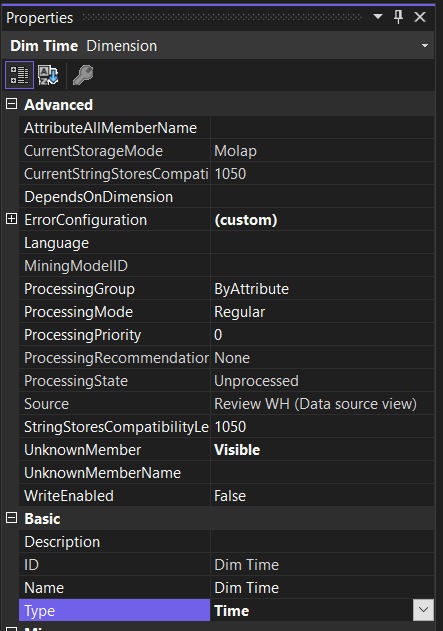 Properties
Dim Time Dimension
Advanced
AttributeAllMemberName
CurrentStorageMode Molap
CurrentStringStoresCompati 1050
DependsOnDimension
ErrorConfiguration (custom)
Language
MiningModelID
ProcessingGroup ByAttribute
ProcessingMode Regular
ProcessingPriority 0
ProcessingRecommendation None
ProcessingState Unprocessed
Source Review WH (Data source view)
StringStoresCompatibilityLe 1050
UnknownMember Visible
UnknownMemberName
WriteEnabled False
Basic
Description
ID Dim Time
Name Dim Time
Type Time